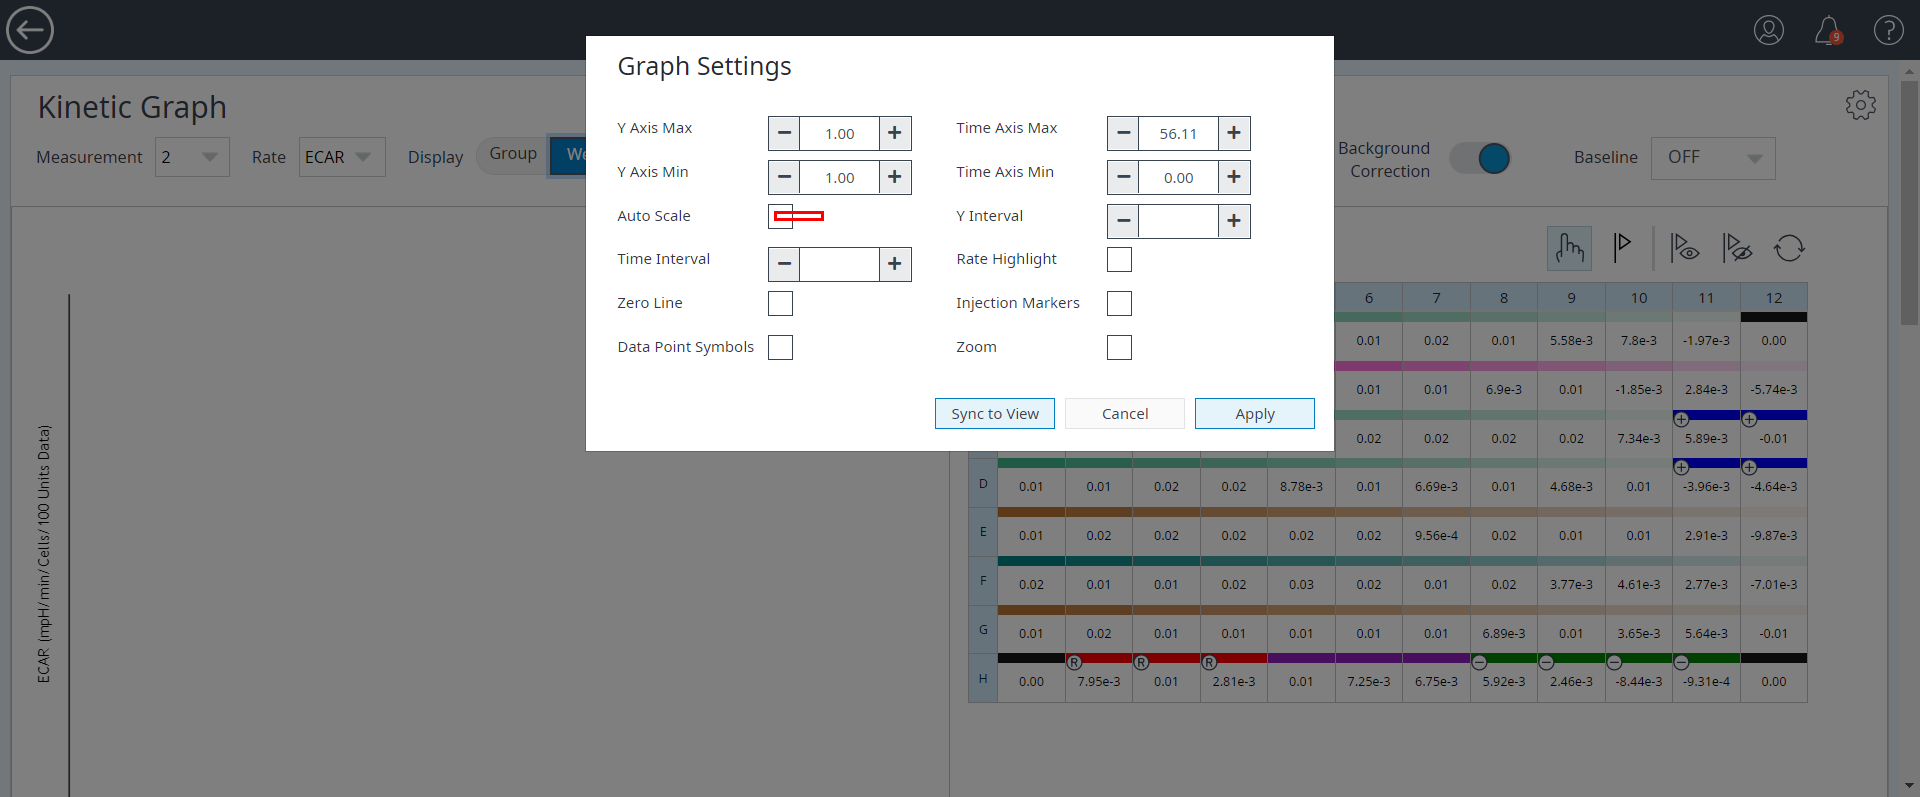 9
?
Graph Settings
Kinetic Graph
Y Axis Max 1.00 Time Axis Max 56.11
Measurement 2 Rate ECAR Display Group We
Background Correction Baseline OFF
Y Axis Min 1.00 Time Axis Min 0.00
Auto Scale Y Interval
Time Interval Rate Highlight
Zero Line Injection Markers
Data Point Symbols Zoom
Sync to View Cancel Apply
ECAR (mpH/min/Cells/100 Units Data)
6 7 8 9 10 11 12
0.01 0.02 0.01 5.58e-3 7.8e-3 -1.97e-3 0.00
0.01 0.01 6.9e-3 0.01 -1.85e-3 2.84e-3 -5.74e-3
0.02 0.02 0.02 0.02 7.34e-3 5.89e-3 -0.01
D 0.01 0.01 0.02 0.02 8.78e-3 0.01 6.69e-3 0.01 4.68e-3 0.01 -3.96e-3 -4.64e-3
E 0.01 0.02 0.02 0.02 0.02 0.02 9.56e-4 0.02 0.01 0.01 2.91e-3 -9.87e-3
F 0.02 0.01 0.01 0.02 0.03 0.02 0.01 0.02 3.77e-3 4.61e-3 2.77e-3 -7.01e-3
G 0.01 0.02 0.01 0.01 0.01 0.01 0.01 6.89e-3 0.01 3.65e-3 5.64e-3 -0.01
R R R
H 0.00 7.95e-3 0.01 2.81e-3 0.01 7.25e-3 6.75e-3 5.92e-3 2.46e-3 -8.44e-3 -9.31e-4 0.00